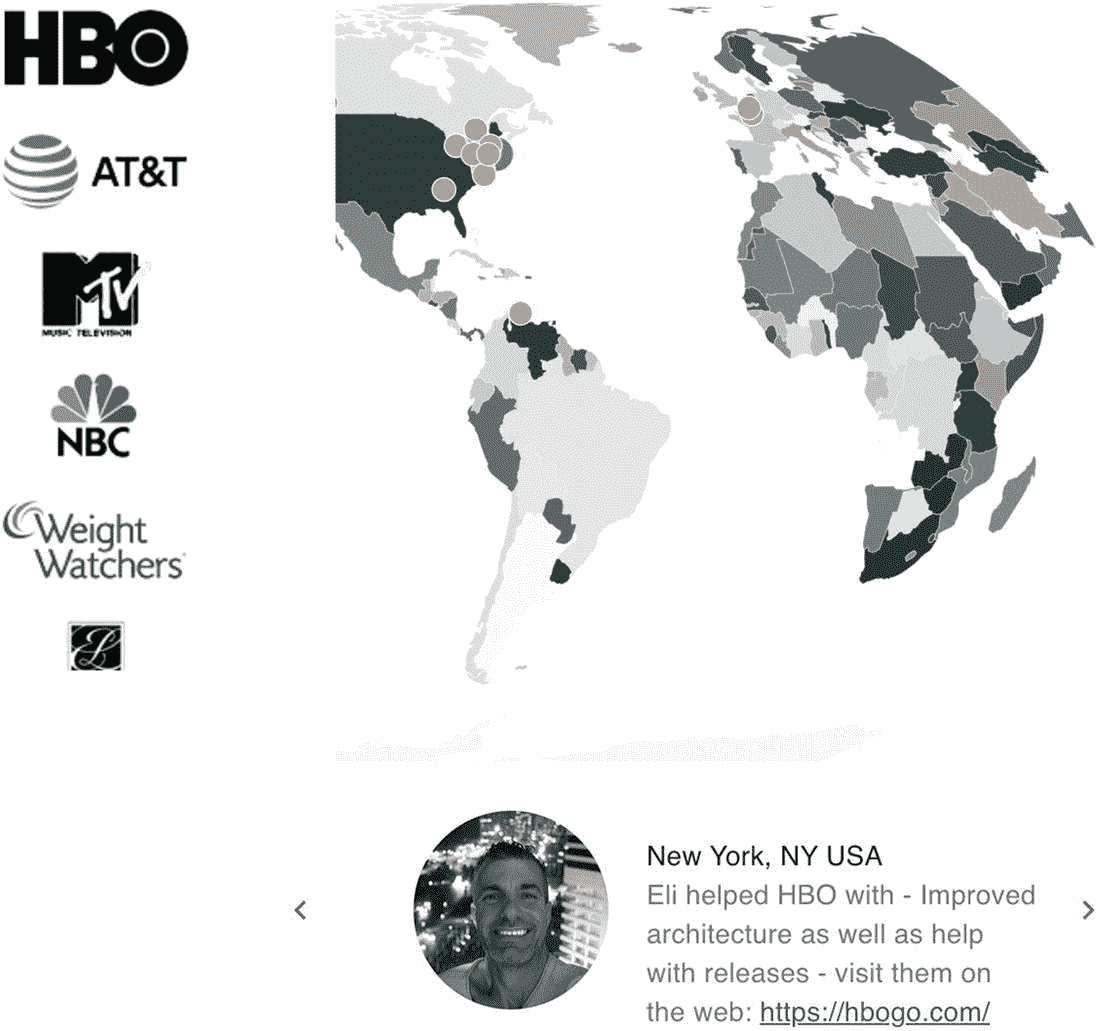 HBO
AT&T
MTV
MUSIC TELEVISION
NBC
Weight
Watchers
New York, NY USA
Eli helped HBO with - Improved
architecture as well as help
with releases - visit them on
the web: https://hbogo.com/